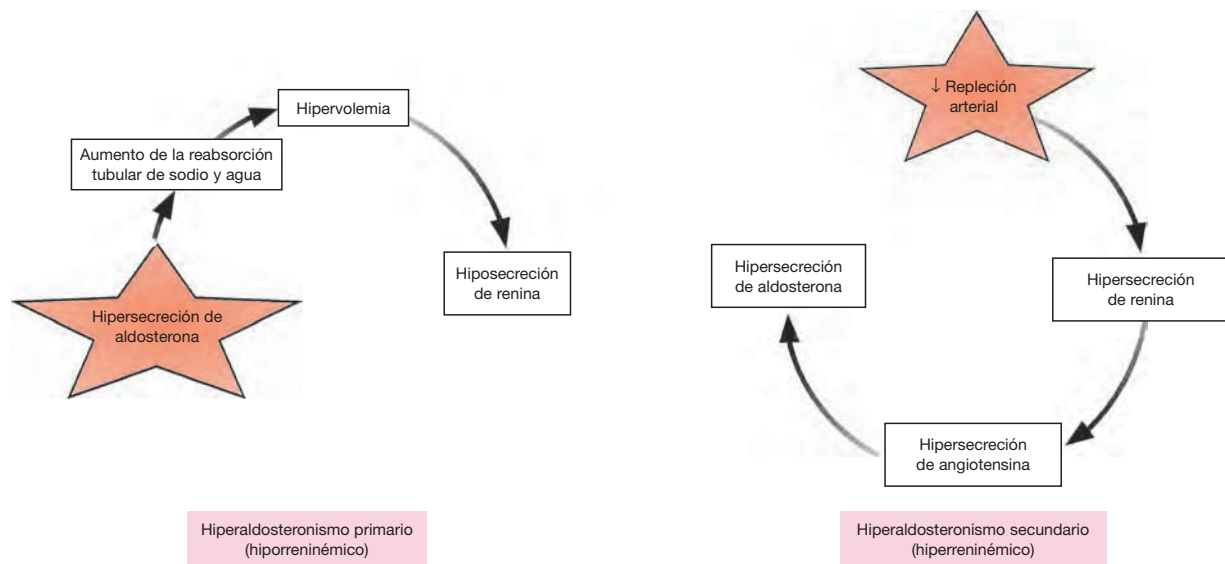 Hipervolemia
Aumento de la reabsorción
tubular de sodio y agua
Hipersecreción de
aldosterona
Hiposecreción
de renina
Hiperaldosteronismo primario
(hiporreninémico)
↓ Repleción
arterial
Hipersecreción
de renina
Hipersecreción
de angiotensina
Hipersecreción
de aldosterona
Hiperaldosteronismo secundario
(hiperreninémico)